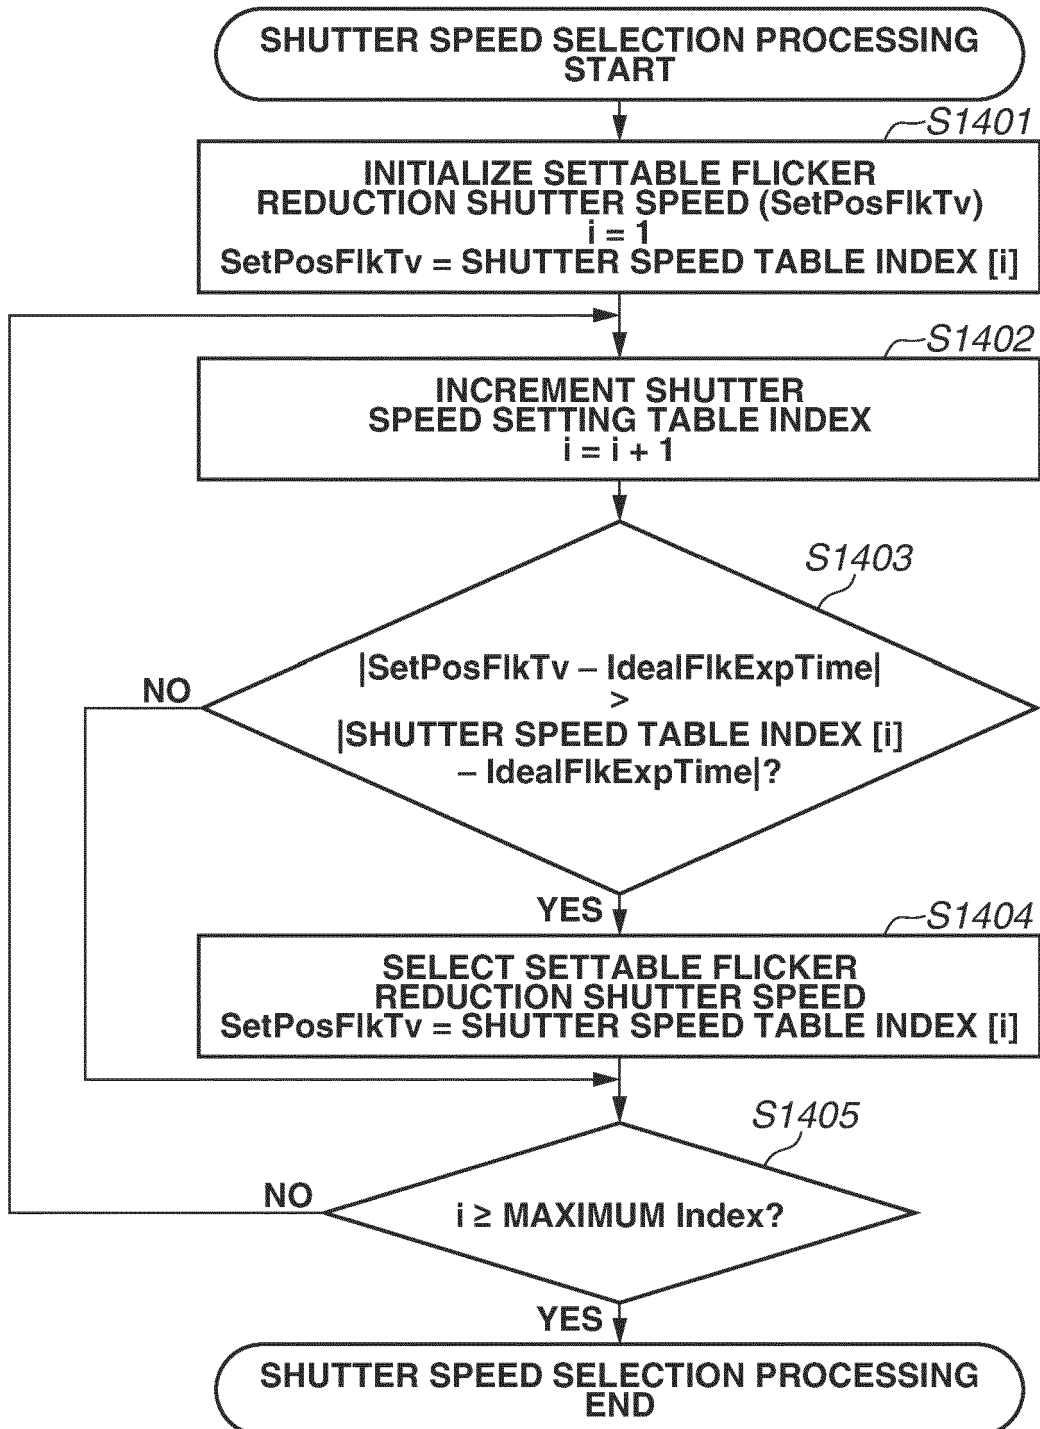 SHUTTER SPEED SELECTION PROCESSING
START
S1401
INITIALIZE SETTABLE FLICKER
REDUCTION SHUTTER SPEED (SetPosFlkTv)
i = 1
SetPosFlkTv = SHUTTER SPEED TABLE INDEX [i]
S1402
INCREMENT SHUTTER
SPEED SETTING TABLE INDEX
i = i + 1
S1403
|SetPosFlkTv – IdealFlkExpTime|
>
|SHUTTER SPEED TABLE INDEX [i]
– IdealFlkExpTime|?
NO
YES
S1404
SELECT SETTABLE FLICKER
REDUCTION SHUTTER SPEED
SetPosFlkTv = SHUTTER SPEED TABLE INDEX [i]
S1405
NO
i ≥ MAXIMUM Index?
YES
SHUTTER SPEED SELECTION PROCESSING
END